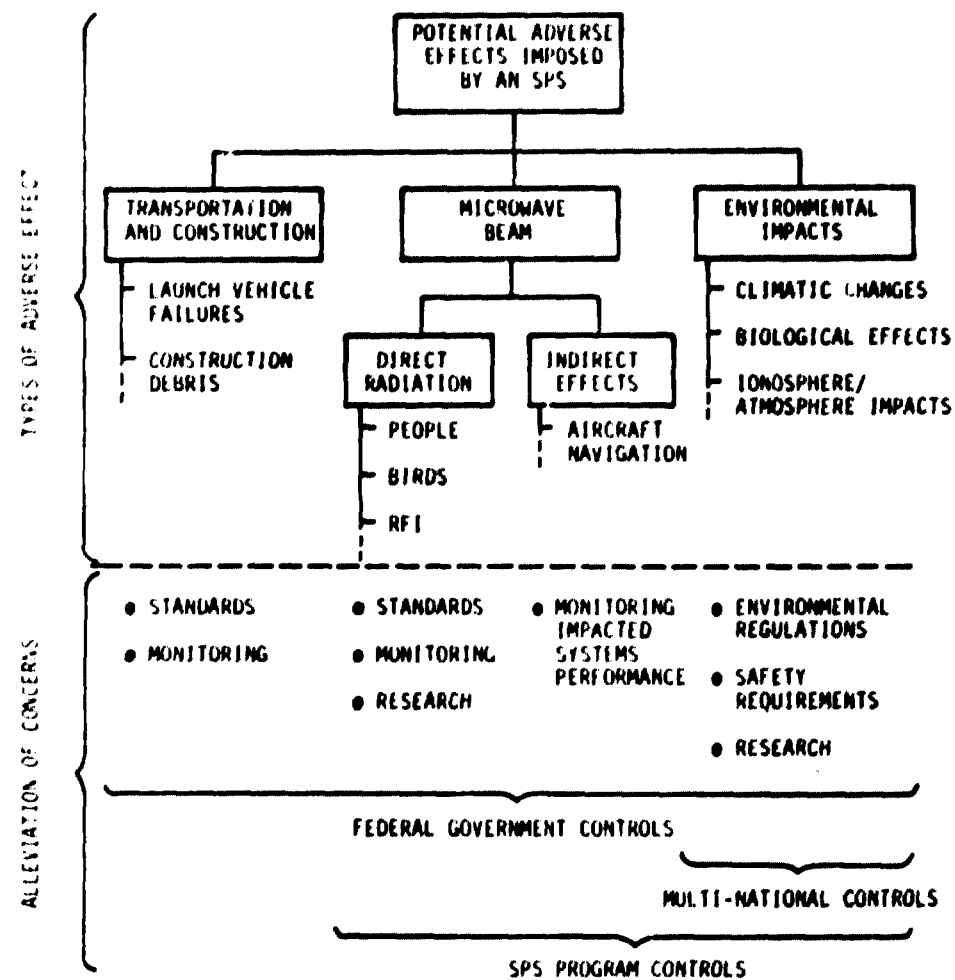 POTENTIAL ADVERSE
EFFECTS IMPOSED
BY AN SPS
TYPES OF ADVERSE EFFECT
TRANSPORTATION
AND CONSTRUCTION
LAUNCH VEHICLE
FAILURES
CONSTRUCTION
DEBRIS
MICROWAVE
BEAM
DIRECT
RADIATION
PEOPLE
BIRDS
RFI
INDIRECT
EFFECTS
AIRCRAFT
NAVIGATION
ENVIRONMENTAL
IMPACTS
CLIMATIC CHANGES
BIOLOGICAL EFFECTS
IONOSPHERE/
ATMOSPHERE IMPACTS
ALLEVIATION OF CONCERNS
• STANDARDS
• MONITORING
• STANDARDS
• MONITORING
• RESEARCH
• MONITORING
IMPACTED
SYSTEMS
PERFORMANCE
• ENVIRONMENTAL
REGULATIONS
• SAFETY
REQUIREMENTS
• RESEARCH
FEDERAL GOVERNMENT CONTROLS
MULTI-NATIONAL CONTROLS
SPS PROGRAM CONTROLS